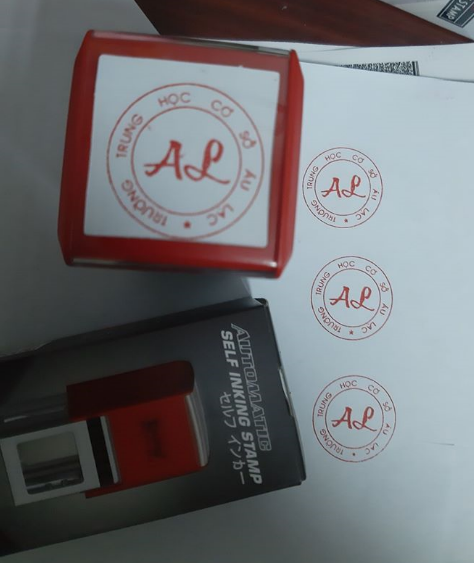 TRƯỜNG TRUNG HỌC CƠ SỞ ÂU LẠC
AL
TRƯỜNG TRUNG HỌC CƠ SỞ ÂU LẠC
AL
TRƯỜNG TRUNG HỌC CƠ SỞ ÂU LẠC
AL
TRƯỜNG TRUNG HỌC CƠ SỞ ÂU LẠC
AL
AUTOMATIC
SELF INKING STAMP
セルフ インカー
STAMP